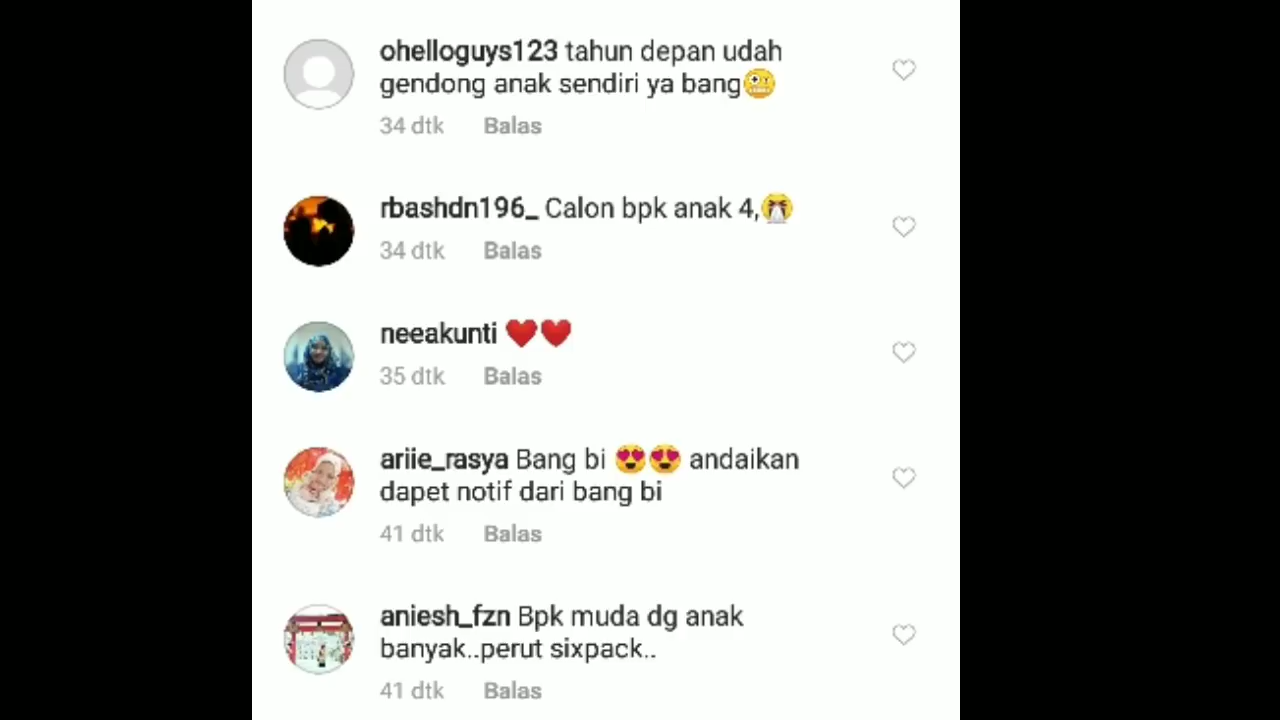 ohelloguys123 tahun depan udah
gendong anak sendiri ya bang
34 dtk Balas
rbashdn196_ Calon bpk anak 4,
34 dtk Balas
neeakunti ❤️❤️
35 dtk Balas
ariie_rasya Bang bi 😍😍 andaikan
dapet notif dari bang bi
41 dtk Balas
aniesh_fzn Bpk muda dg anak
banyak..perut sixpack..
41 dtk Balas